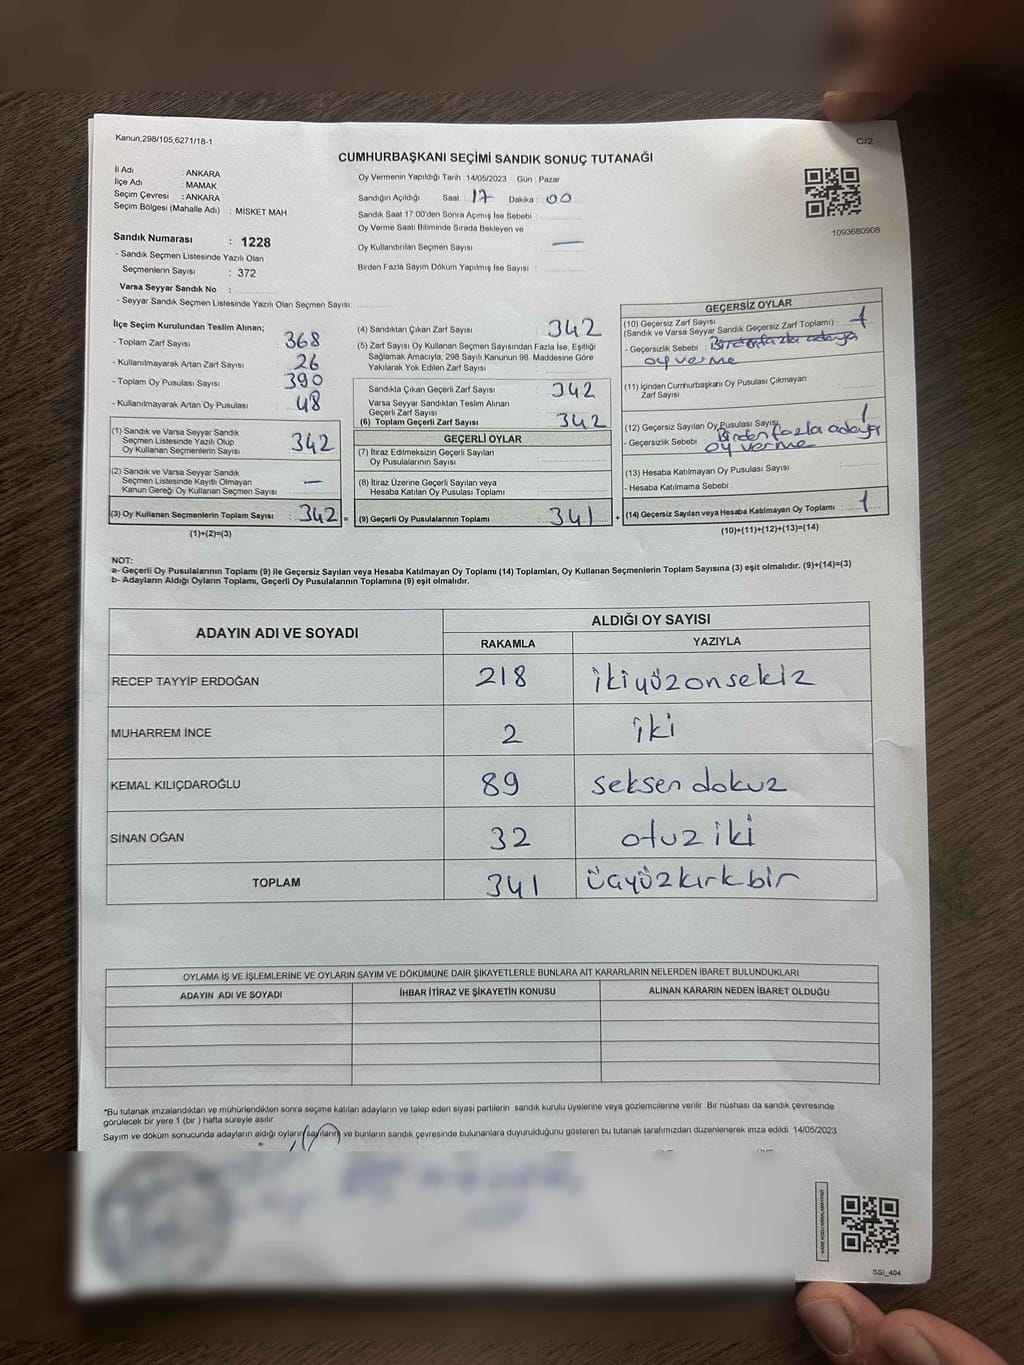 Kanun,298/105,6271/18-1
C/2
CUMHURBAŞKANI SEÇİMİ SANDIK SONUÇ TUTANAĞI
İl Adı : ANKARA
İlçe Adı : MAMAK
Seçim Çevresi : ANKARA
Seçim Bölgesi (Mahalle Adı) : MİSKET MAH
Sandık Numarası : 1228
- Sandık Seçmen Listesinde Yazılı Olan
Seçmenlerin Sayısı : 372
Varsa Seyyar Sandık No :
- Seyyar Sandık Seçmen Listesinde Yazılı Olan Seçmen Sayısı
Oy Vermenin Yapıldığı Tarih : 14/05/2023 Gün : Pazar
Sandığın Açıldığı Saat : 17 Dakika : 00
Sandık Saat 17:00'den Sonra Açımış İse Sebebi :
Oy Verme Saati Bitiminde Sırada Bekleyen ve
Oy Kullandırılan Seçmen Sayısı : —
Birden Fazla Sayım Döküm Yapılmış İse Sayısı :
1093680908
İlçe Seçim Kurulundan Teslim Alınan;
- Toplam Zarf Sayısı : 368
- Kullanılmayarak Artan Zarf Sayısı : 26
- Toplam Oy Pusulası Sayısı : 390
- Kullanılmayarak Artan Oy Pusulası : 48
(1) Sandık ve Varsa Seyyar Sandık
Seçmen Listesinde Yazılı Olup
Oy Kullanan Seçmenlerin Sayısı : 342
(2) Sandık ve Varsa Seyyar Sandık
Seçmen Listesinde Kayıtlı Olmayan
Kanun Gereği Oy Kullanan Seçmen Sayısı : —
(3) Oy Kullanan Seçmenlerin Toplam Sayısı : 342 =
(1)+(2)=(3)
(4) Sandıktan Çıkan Zarf Sayısı : 342
(5) Zarf Sayısı Oy Kullanan Seçmen Sayısından Fazla İse, Eşitliği
Sağlamak Amacıyla, 298 Sayılı Kanunun 98. Maddesine Göre
Yakılarak Yok Edilen Zarf Sayısı :
Sandıkta Çıkan Geçerli Zarf Sayısı : 342
Varsa Seyyar Sandıktan Teslim Alınan
Geçerli Zarf Sayısı
(6) Toplam Geçerli Zarf Sayısı : 342
GEÇERLİ OYLAR
(7) İtiraz Edilmeksizin Geçerli Sayılan
Oy Pusulalarının Sayısı :
(8) İtiraz Üzerine Geçerli Sayılan veya
Hesaba Katılan Oy Pusulası Toplamı :
(9) Geçerli Oy Pusulalarının Toplamı : 341 +
GEÇERSİZ OYLAR
(10) Geçersiz Zarf Sayısı
(Sandık ve Varsa Seyyar Sandık Geçersiz Zarf Toplamı) : 1
- Geçersizlik Sebebi : Birden fazla adaya
oy verme
(11) İçinden Cumhurbaşkanı Oy Pusulası Çıkmayan
Zarf Sayısı
(12) Geçersiz Sayılan Oy Pusulası Sayısı : 1
- Geçersizlik Sebebi : Birden fazla adaya
oy verme
(13) Hesaba Katılmayan Oy Pusulası Sayısı
- Hesaba Katılmama Sebebi :
(14) Geçersiz Sayılan veya Hesaba Katılmayan Oy Toplamı : 1
(10)+(11)+(12)+(13)=(14)
NOT:
a- Geçerli Oy Pusulalarının Toplamı (9) ile Geçersiz Sayılan veya Hesaba Katılmayan Oy Toplamı (14) Toplamları, Oy Kullanan Seçmenlerin Toplam Sayısına (3) eşit olmalıdır. (9)+(14)=(3)
b- Adayların Aldığı Oyların Toplamı, Geçerli Oy Pusulalarının Toplamına (9) eşit olmalıdır.
ADAYIN ADI VE SOYADI
ALDIĞI OY SAYISI
RAKAMLA YAZIYLA
RECEP TAYYİP ERDOĞAN 218 ikiyüzonsekiz
MUHARREM İNCE 2 iki
KEMAL KILIÇDAROĞLU 89 seksen dokuz
SİNAN OĞAN 32 otuz iki
TOPLAM 341 üçyüzkırkbir
OYLAMA İŞ VE İŞLEMLERİNE VE OYLARIN SAYIM VE DÖKÜMÜNE DAİR ŞİKAYETLERLE BUNLARA AİT KARARLARIN NELERDEN İBARET BULUNDUKLARI
ADAYIN ADI VE SOYADI İHBAR İTİRAZ VE ŞİKAYETİN KONUSU ALINAN KARARIN NEDEN İBARET OLDUĞU
*Bu tutanak imzalandıktan ve mühürlendikten sonra seçime katılan adayların ve talep eden siyasi partilerin sandık kurulu üyelerine veya gözlemcilerine verilir. Bir nüshası da sandık çevresinde
görülecek bir yere 1 (bir) hafta süreyle asılır.
Sayım ve döküm sonucunda adayların aldığı oyların sayılarını ve bunların sandık çevresinde bulunanlara duyurulduğunu gösteren bu tutanak tarafımızdan düzenlenerek imza edildi. 14/05/2023
SSI_404